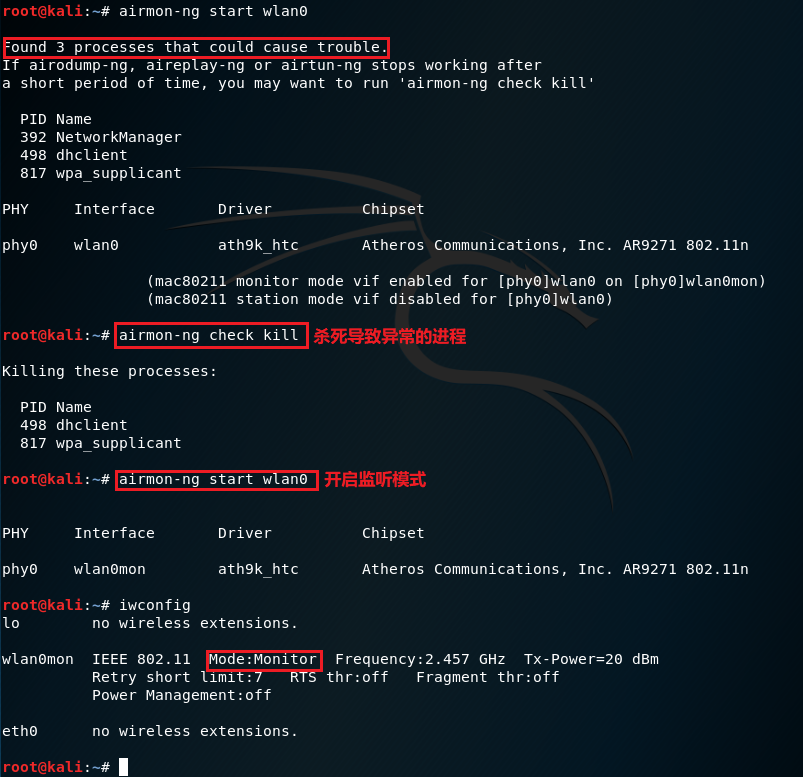 root@kali:~# airmon-ng start wlan0
Found 3 processes that could cause trouble.
If airodump-ng, aireplay-ng or airtun-ng stops working after
a short period of time, you may want to run 'airmon-ng check kill'
PID Name
392 NetworkManager
498 dhclient
817 wpa_supplicant
PHY Interface Driver Chipset
phy0 wlan0 ath9k_htc Atheros Communications, Inc. AR9271 802.11n
(mac80211 monitor mode vif enabled for [phy0]wlan0 on [phy0]wlan0mon)
(mac80211 station mode vif disabled for [phy0]wlan0)
root@kali:~# airmon-ng check kill 杀死导致异常的进程
Killing these processes:
PID Name
498 dhclient
817 wpa_supplicant
root@kali:~# airmon-ng start wlan0 开启监听模式
PHY Interface Driver Chipset
phy0 wlan0mon ath9k_htc Atheros Communications, Inc. AR9271 802.11n
root@kali:~# iwconfig
lo no wireless extensions.
wlan0mon IEEE 802.11 Mode:Monitor Frequency:2.457 GHz Tx-Power=20 dBm
Retry short limit:7 RTS thr:off Fragment thr:off
Power Management:off
eth0 no wireless extensions.
root@kali:~#